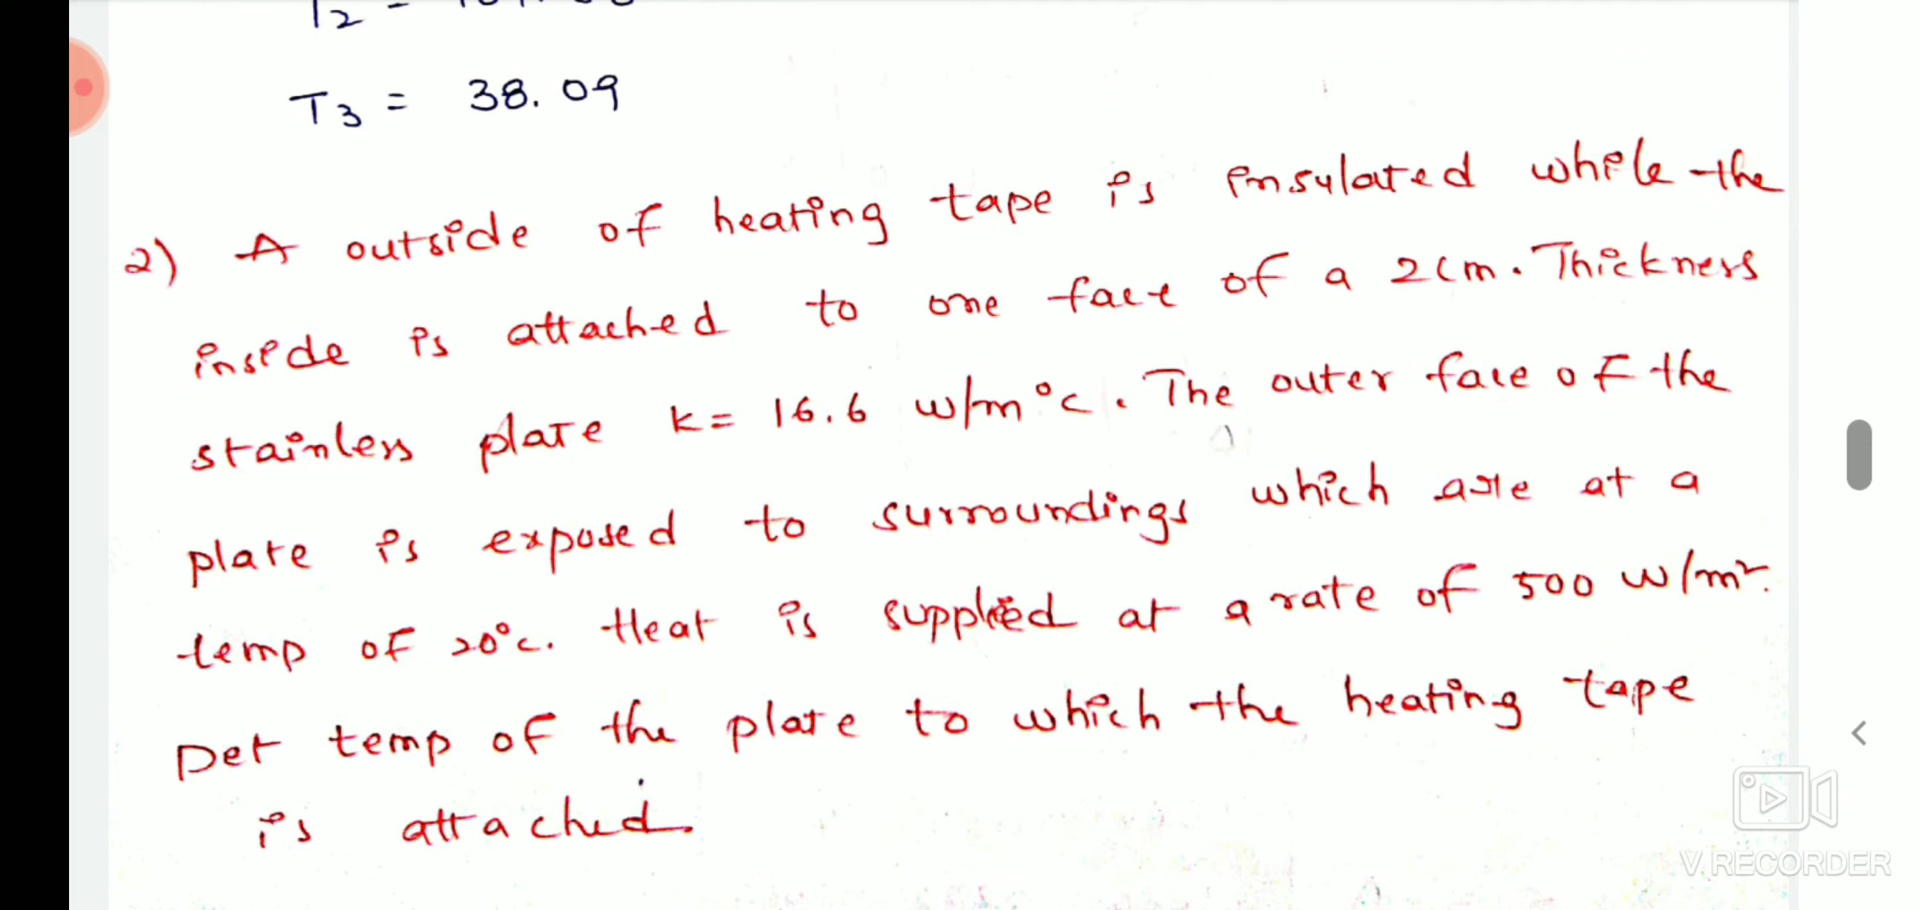 T3 = 38.09
2) A outside of heating tape is insulated while the
inside is attached to one face of a 2cm. Thickness
stainless plate k= 16.6 w/m°c. The outer face of the
plate is exposed to surroundings which are at a
temp of 20°c. Heat is supplied at a rate of 500 w/m².
Det temp of the plate to which the heating tape
is attached.
V.RECORDER